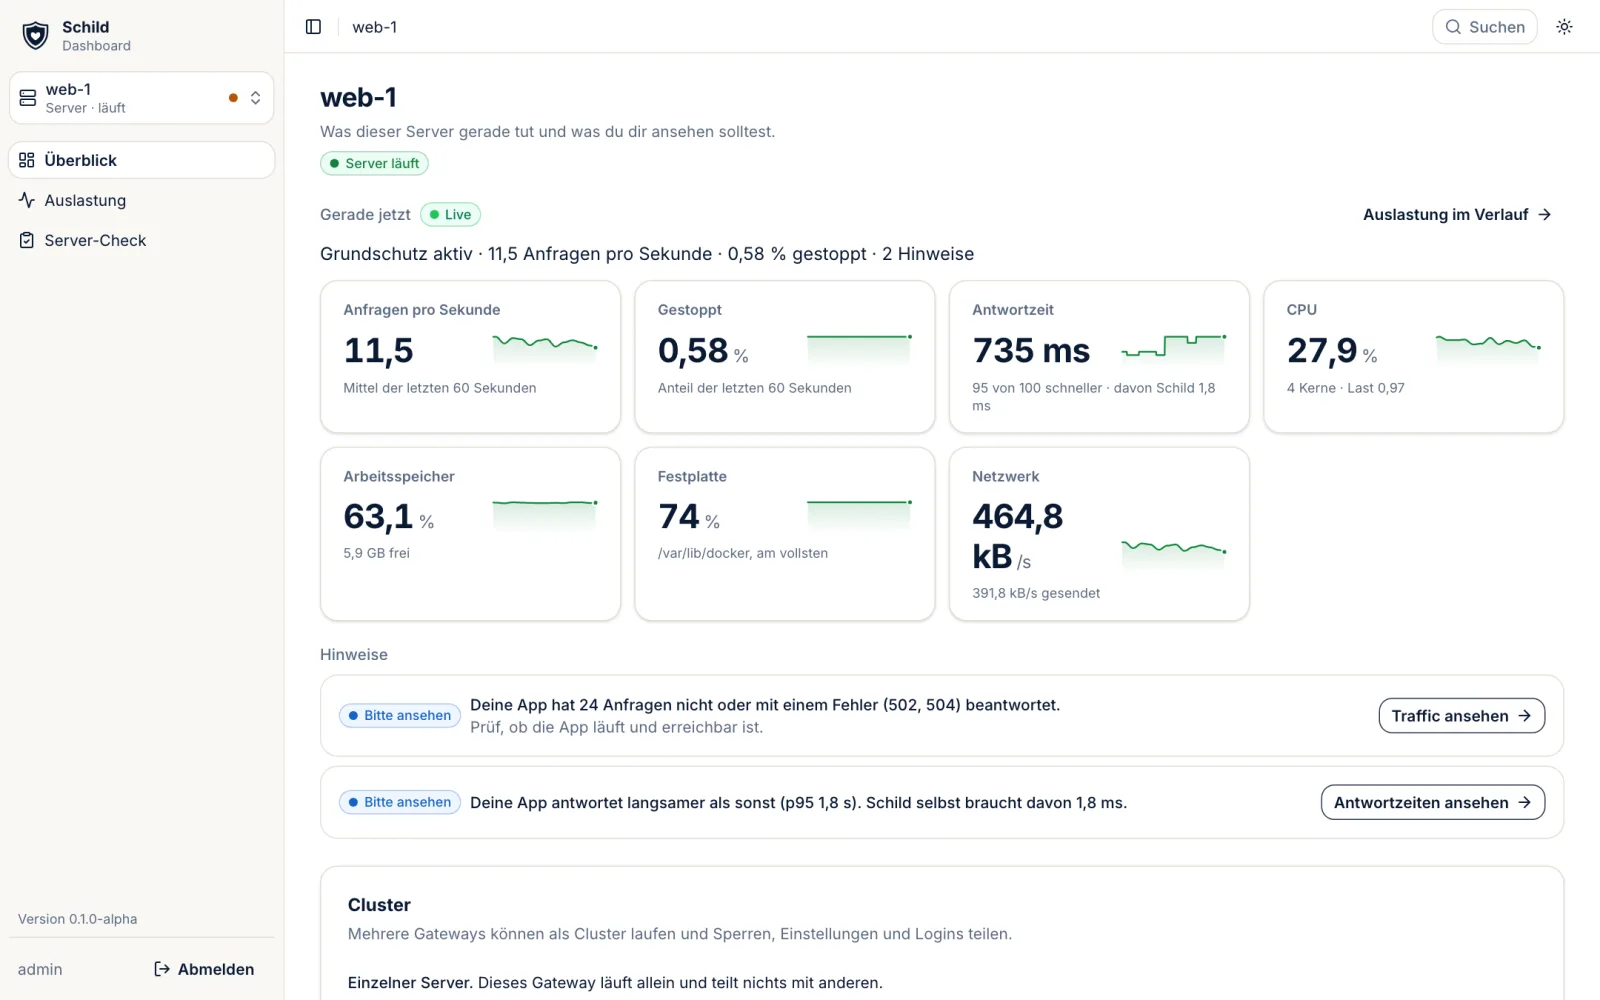 Schild
Dashboard
web-1
Server · läuft
Überblick
Auslastung
Server-Check
Version 0.1.0-alpha
admin
Abmelden
web-1
Suchen
web-1
Was dieser Server gerade tut und was du dir ansehen solltest.
Server läuft
Gerade jetzt
Live
Auslastung im Verlauf
Grundschutz aktiv · 11,5 Anfragen pro Sekunde · 0,58 % gestoppt · 2 Hinweise
Anfragen pro Sekunde
11,5
Mittel der letzten 60 Sekunden
Gestoppt
0,58 %
Anteil der letzten 60 Sekunden
Antwortzeit
735 ms
95 von 100 schneller · davon Schild 1,8
ms
CPU
27,9 %
4 Kerne · Last 0,97
Arbeitsspeicher
63,1 %
5,9 GB frei
Festplatte
74 %
/var/lib/docker, am vollsten
Netzwerk
464,8
kB /s
391,8 kB/s gesendet
Hinweise
Bitte ansehen
Deine App hat 24 Anfragen nicht oder mit einem Fehler (502, 504) beantwortet.
Prüf, ob die App läuft und erreichbar ist.
Traffic ansehen
Bitte ansehen
Deine App antwortet langsamer als sonst (p95 1,8 s). Schild selbst braucht davon 1,8 ms.
Antwortzeiten ansehen
Cluster
Mehrere Gateways können als Cluster laufen und Sperren, Einstellungen und Logins teilen.
Einzelner Server. Dieses Gateway läuft allein und teilt nichts mit anderen.